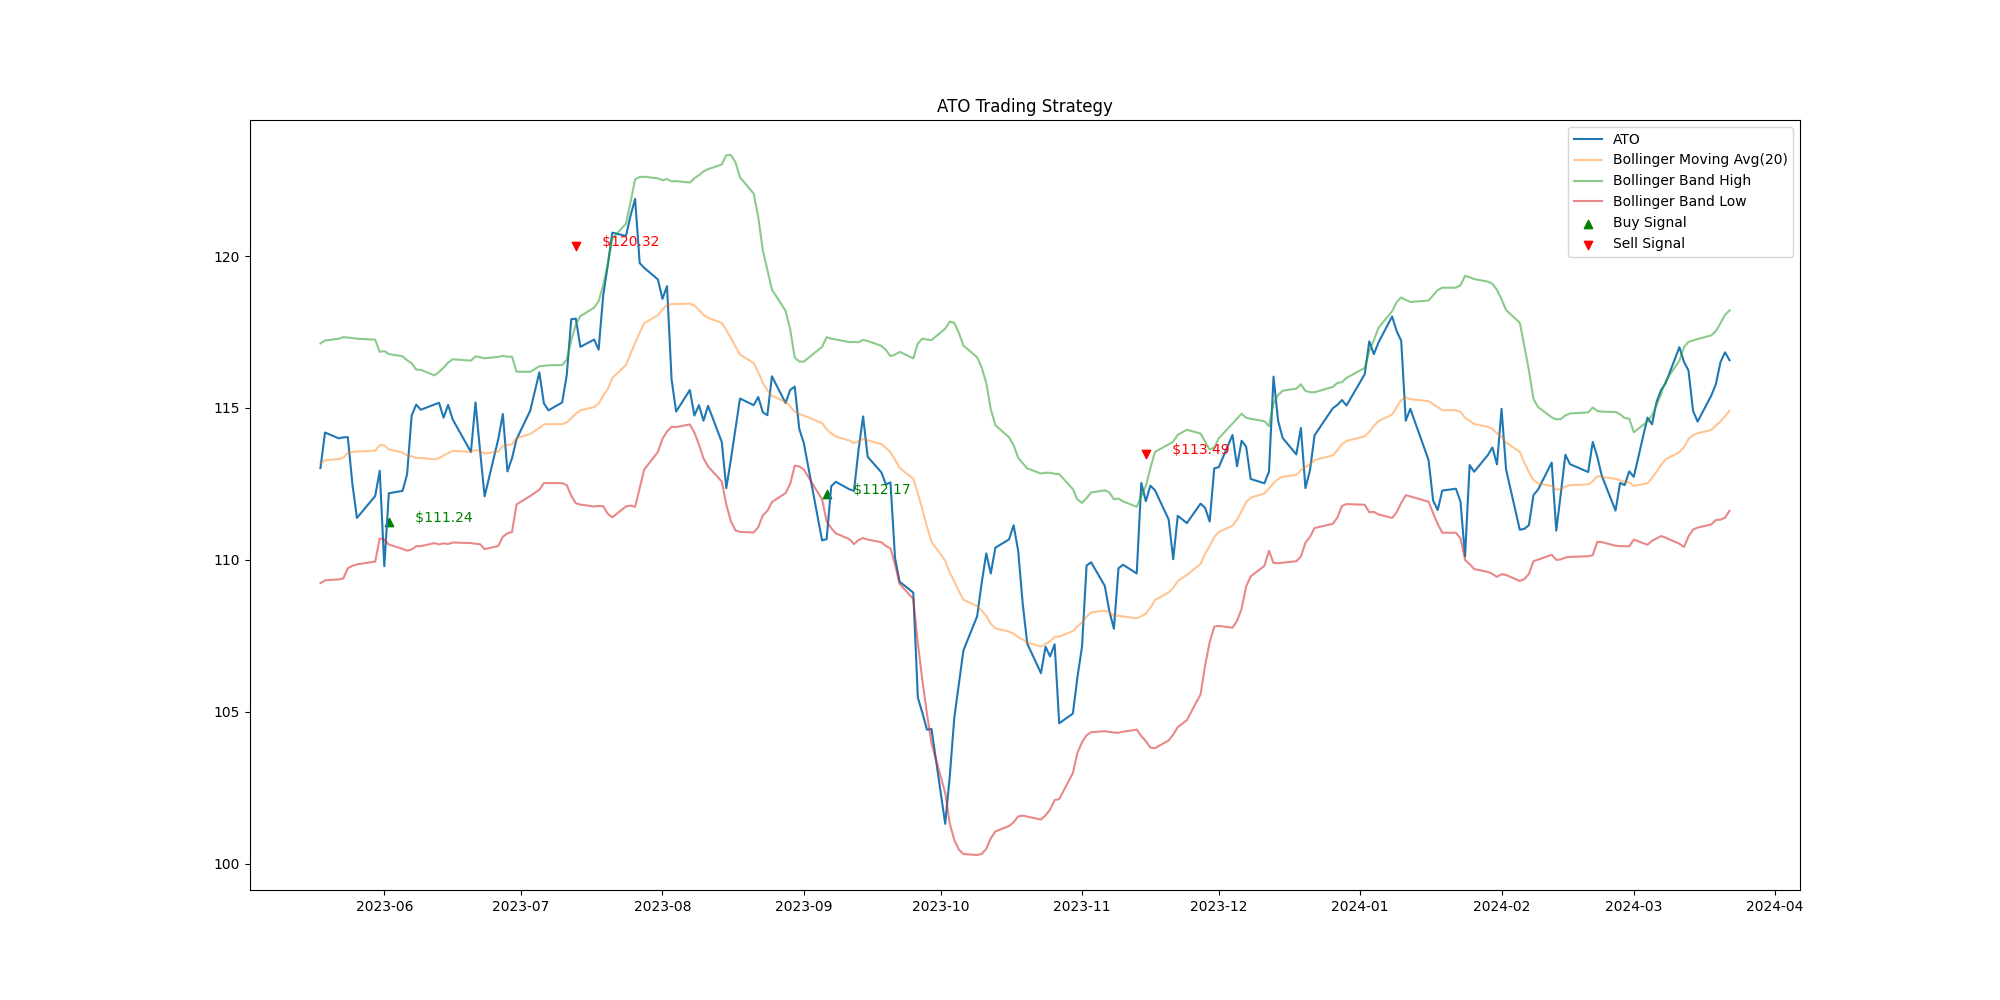 ATO Trading Strategy
ATO
Bollinger Moving Avg(20)
Bollinger Band High
Bollinger Band Low
Buy Signal
Sell Signal
120
115
110
105
100
$120.32
$111.24
$112.17
$113.49
2023-06
2023-07
2023-08
2023-09
2023-10
2023-11
2023-12
2024-01
2024-02
2024-03
2024-04